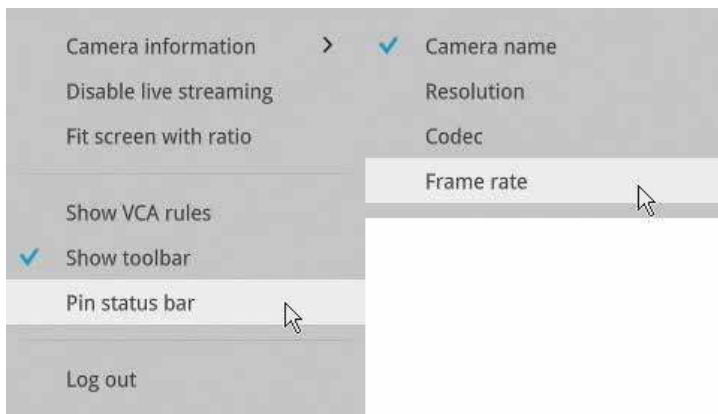 Camera information
Disable live streaming
Fit screen with ratio
Show VCA rules
Show toolbar
Pin status bar
Log out
Camera name
Resolution
Codec
Frame rate